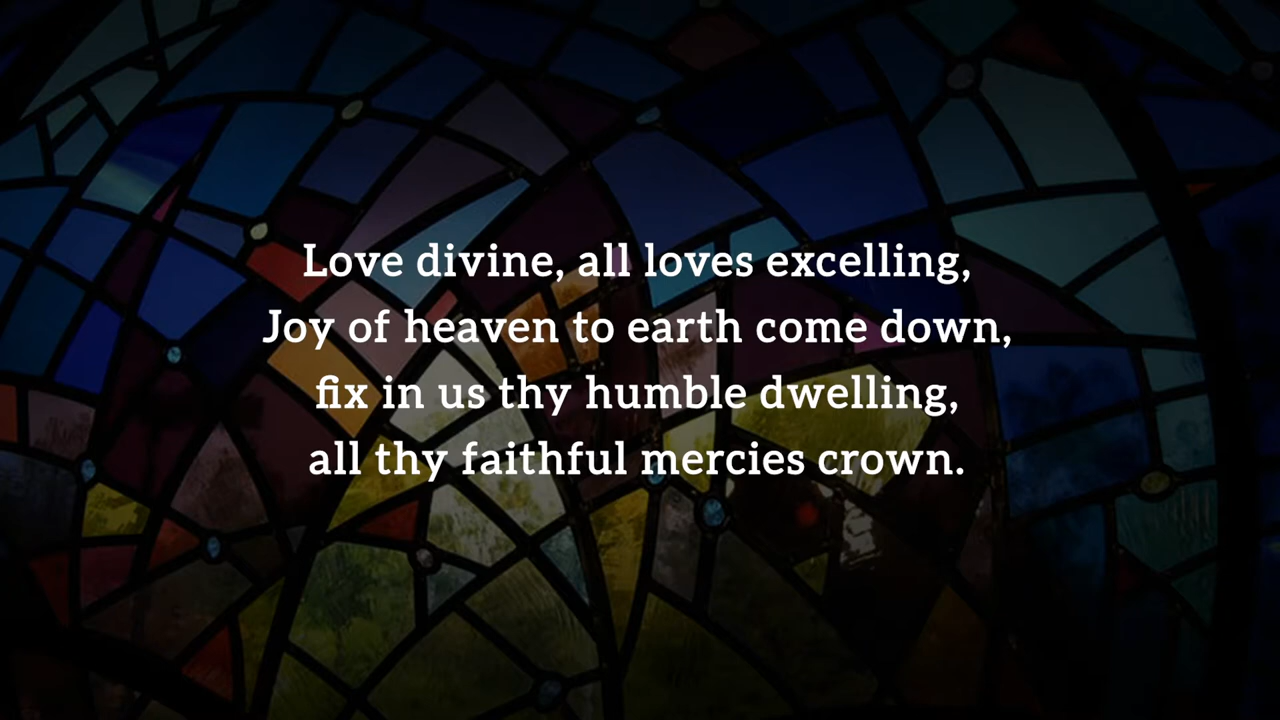 Love divine, all loves excelling,
Joy of heaven to earth come down,
fix in us thy humble dwelling,
all thy faithful mercies crown.